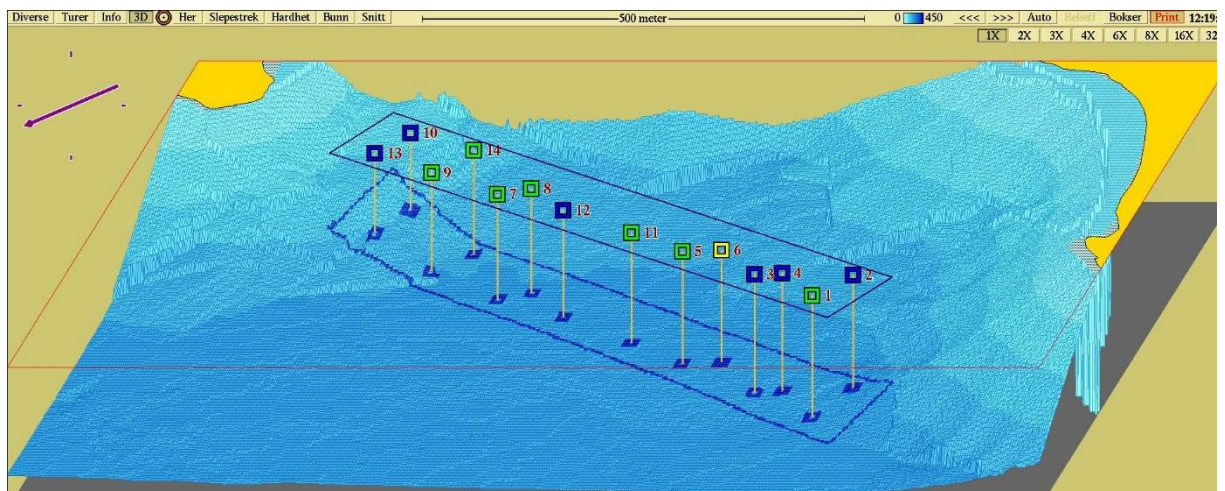 Diverse Turer Info 3D Her Slepestrek Hardhet Bunn Snitt 500 meter 0 450 <<< >>> Auto Relieff Bokser Print 12:19:
1X 2X 3X 4X 6X 8X 16X 32
10
13 14
9
7 8
12
11
5 6
3 4 2
1